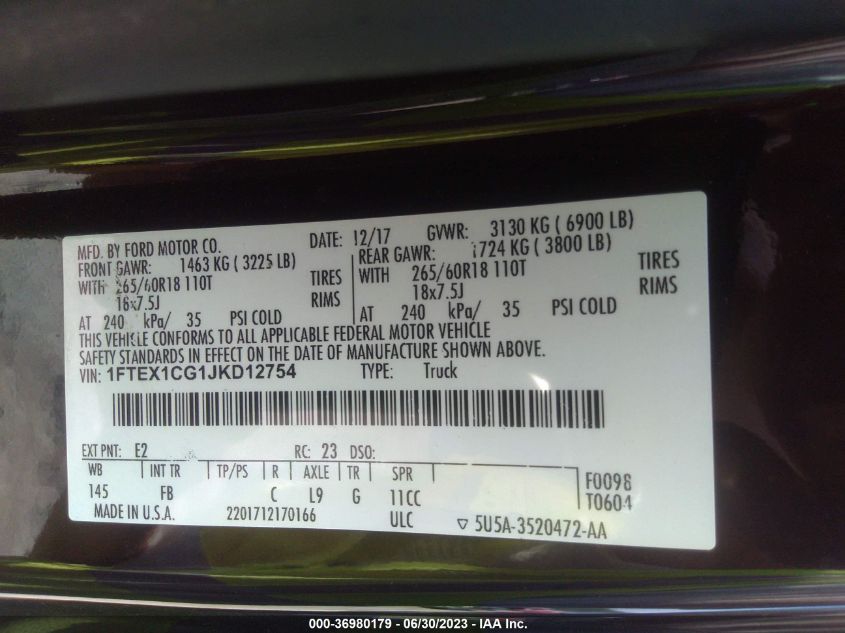 MFD. BY FORD MOTOR CO. DATE: 12/17 GVWR: 3130 KG ( 6900 LB)
FRONT GAWR: 1463 KG ( 3225 LB) REAR GAWR: 1724 KG ( 3800 LB)
WITH 265/60R18 110T TIRES WITH 265/60R18 110T TIRES
18x7.5J RIMS 18x7.5J RIMS
AT 240 kPa/ 35 PSI COLD AT 240 kPa/ 35 PSI COLD
THIS VEHICLE CONFORMS TO ALL APPLICABLE FEDERAL MOTOR VEHICLE
SAFETY STANDARDS IN EFFECT ON THE DATE OF MANUFACTURE SHOWN ABOVE.
VIN: 1FTEX1CG1JKD12754 TYPE: Truck
EXT PNT: E2 RC: 23 DSO:
WB INT TR TP/PS R AXLE TR SPR F0098
145 FB C L9 G 11CC T0604
MADE IN U.S.A. 2201712170166 ULC 5U5A-3520472-AA
000-36980179 - 06/30/2023 - IAAI.com